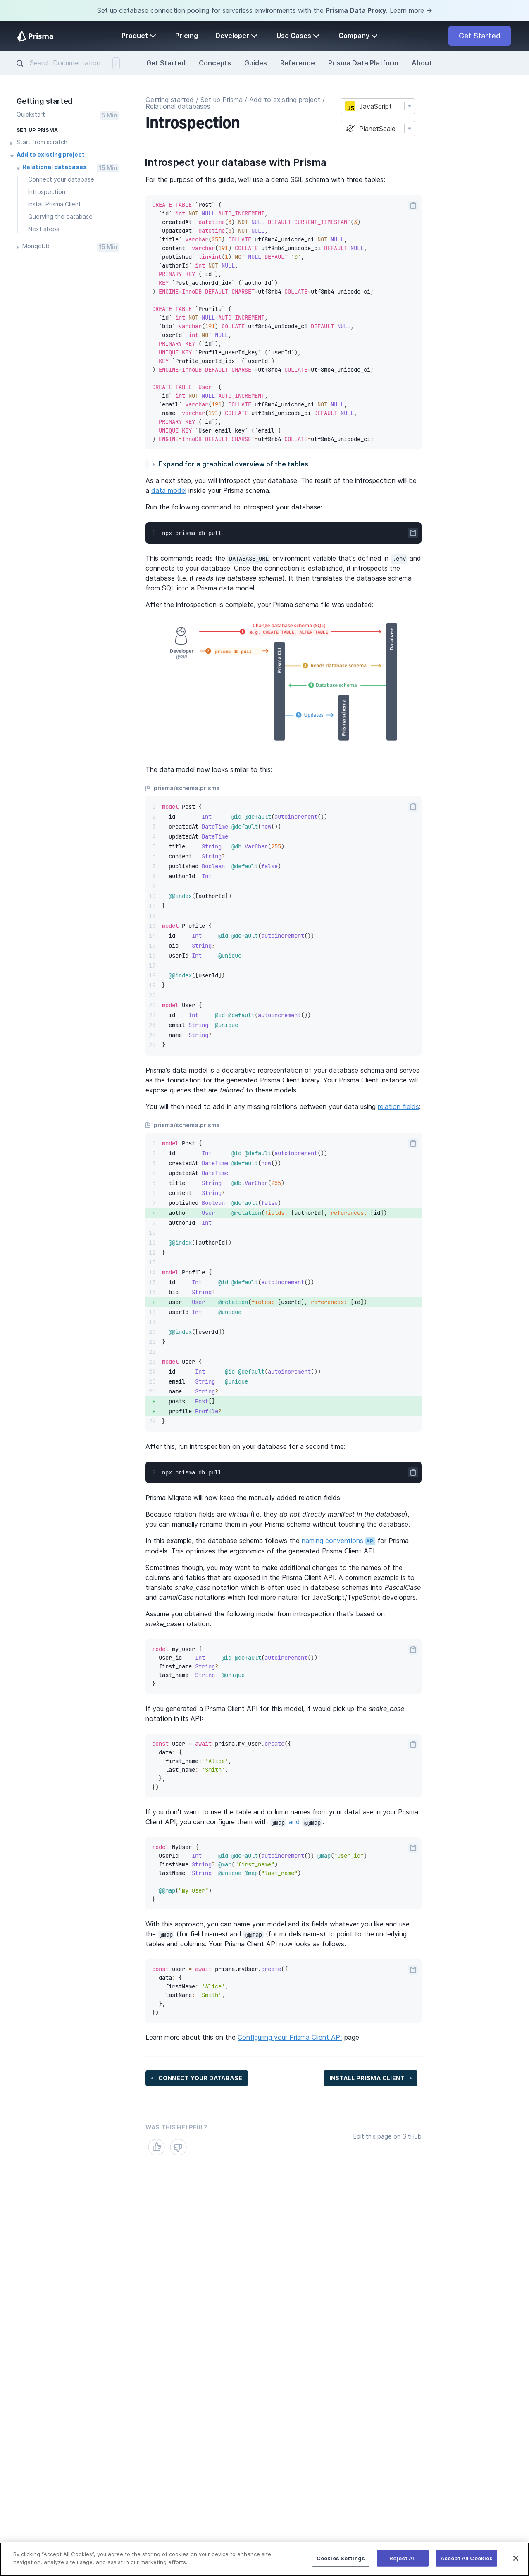 Set up database connection pooling for serverless environments with the Prisma Data Proxy. Learn more →
Prisma
Product
Pricing
Developer
Use Cases
Company
Get Started
Search Documentation...
/
Get Started
Concepts
Guides
Reference
Prisma Data Platform
About
Getting started
Quickstart
5 Min
SET UP PRISMA
Start from scratch
Add to existing project
Relational databases
15 Min
Connect your database
Introspection
Install Prisma Client
Querying the database
Next steps
MongoDB
15 Min
Getting started / Set up Prisma / Add to existing project /
Relational databases
Introspection
JS JavaScript
PlanetScale
Introspect your database with Prisma
For the purpose of this guide, we'll use a demo SQL schema with three tables:
CREATE TABLE `Post` (
`id` int NOT NULL AUTO_INCREMENT,
`createdAt` datetime(3) NOT NULL DEFAULT CURRENT_TIMESTAMP(3),
`updatedAt` datetime(3) NOT NULL,
`title` varchar(255) COLLATE utf8mb4_unicode_ci NOT NULL,
`content` varchar(191) COLLATE utf8mb4_unicode_ci DEFAULT NULL,
`published` tinyint(1) NOT NULL DEFAULT '0',
`authorId` int NOT NULL,
PRIMARY KEY (`id`),
KEY `Post_authorId_idx` (`authorId`)
) ENGINE=InnoDB DEFAULT CHARSET=utf8mb4 COLLATE=utf8mb4_unicode_ci;
CREATE TABLE `Profile` (
`id` int NOT NULL AUTO_INCREMENT,
`bio` varchar(191) COLLATE utf8mb4_unicode_ci DEFAULT NULL,
`userId` int NOT NULL,
PRIMARY KEY (`id`),
UNIQUE KEY `Profile_userId_key` (`userId`),
KEY `Profile_userId_idx` (`userId`)
) ENGINE=InnoDB DEFAULT CHARSET=utf8mb4 COLLATE=utf8mb4_unicode_ci;
CREATE TABLE `User` (
`id` int NOT NULL AUTO_INCREMENT,
`email` varchar(191) COLLATE utf8mb4_unicode_ci NOT NULL,
`name` varchar(191) COLLATE utf8mb4_unicode_ci DEFAULT NULL,
PRIMARY KEY (`id`),
UNIQUE KEY `User_email_key` (`email`)
) ENGINE=InnoDB DEFAULT CHARSET=utf8mb4 COLLATE=utf8mb4_unicode_ci;
Expand for a graphical overview of the tables
As a next step, you will introspect your database. The result of the introspection will be
a data model inside your Prisma schema.
Run the following command to introspect your database:
$ npx prisma db pull
This commands reads the DATABASE_URL environment variable that's defined in .env and
connects to your database. Once the connection is established, it introspects the
database (i.e. it reads the database schema). It then translates the database schema
from SQL into a Prisma data model.
After the introspection is complete, your Prisma schema file was updated:
Developer
(you)
Change database schema (SQL)
1 e.g. CREATE TABLE, ALTER TABLE
2 prisma db pull
Prisma CLI
Database
3 Reads database schema
4 Database schema
5 Updates
Prisma schema
The data model now looks similar to this:
prisma/schema.prisma
1 model Post {
2 id Int @id @default(autoincrement())
3 createdAt DateTime @default(now())
4 updatedAt DateTime
5 title String @db.VarChar(255)
6 content String?
7 published Boolean @default(false)
8 authorId Int
9
10 @@index([authorId])
11 }
12
13 model Profile {
14 id Int @id @default(autoincrement())
15 bio String?
16 userId Int @unique
17
18 @@index([userId])
19 }
20
21 model User {
22 id Int @id @default(autoincrement())
23 email String @unique
24 name String?
25 }
Prisma's data model is a declarative representation of your database schema and serves
as the foundation for the generated Prisma Client library. Your Prisma Client instance will
expose queries that are tailored to these models.
You will then need to add in any missing relations between your data using relation fields:
prisma/schema.prisma
1 model Post {
2 id Int @id @default(autoincrement())
3 createdAt DateTime @default(now())
4 updatedAt DateTime
5 title String @db.VarChar(255)
6 content String?
7 published Boolean @default(false)
+ author User @relation(fields: [authorId], references: [id])
9 authorId Int
10
11 @@index([authorId])
12 }
13
14 model Profile {
15 id Int @id @default(autoincrement())
16 bio String?
+ user User @relation(fields: [userId], references: [id])
18 userId Int @unique
19
20 @@index([userId])
21 }
22
23 model User {
24 id Int @id @default(autoincrement())
25 email String @unique
26 name String?
+ posts Post[]
+ profile Profile?
29 }
After this, run introspection on your database for a second time:
$ npx prisma db pull
Prisma Migrate will now keep the manually added relation fields.
Because relation fields are virtual (i.e. they do not directly manifest in the database),
you can manually rename them in your Prisma schema without touching the database.
In this example, the database schema follows the naming conventions API for Prisma
models. This optimizes the ergonomics of the generated Prisma Client API.
Sometimes though, you may want to make additional changes to the names of the
columns and tables that are exposed in the Prisma Client API. A common example is to
translate snake_case notation which is often used in database schemas into PascalCase
and camelCase notations which feel more natural for JavaScript/TypeScript developers.
Assume you obtained the following model from introspection that's based on
snake_case notation:
model my_user {
user_id Int @id @default(autoincrement())
first_name String?
last_name String @unique
}
If you generated a Prisma Client API for this model, it would pick up the snake_case
notation in its API:
const user = await prisma.my_user.create({
data: {
first_name: 'Alice',
last_name: 'Smith',
},
})
If you don't want to use the table and column names from your database in your Prisma
Client API, you can configure them with @map and @@map :
model MyUser {
userId Int @id @default(autoincrement()) @map("user_id")
firstName String? @map("first_name")
lastName String @unique @map("last_name")
@@map("my_user")
}
With this approach, you can name your model and its fields whatever you like and use
the @map (for field names) and @@map (for models names) to point to the underlying
tables and columns. Your Prisma Client API now looks as follows:
const user = await prisma.myUser.create({
data: {
firstName: 'Alice',
lastName: 'Smith',
},
})
Learn more about this on the Configuring your Prisma Client API page.
CONNECT YOUR DATABASE
INSTALL PRISMA CLIENT
WAS THIS HELPFUL?
Edit this page on GitHub
By clicking "Accept All Cookies", you agree to the storing of cookies on your device to enhance site
navigation, analyze site usage, and assist in our marketing efforts.
Cookies Settings
Reject All
Accept All Cookies